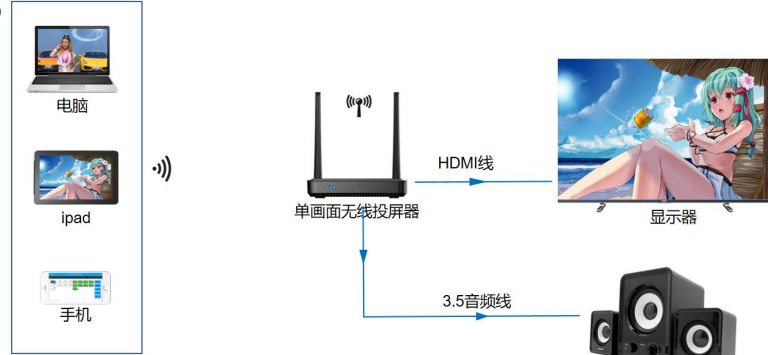 电脑
ipad
手机
单画面无线投屏器
HDMI线
显示器
3.5音频线